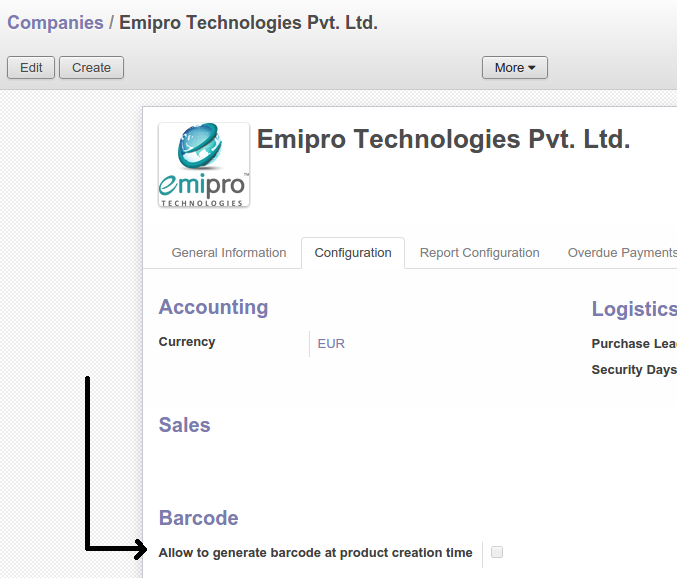 Companies / Emipro Technologies Pvt. Ltd.
Edit Create More
emipro™
TECHNOLOGIES
Emipro Technologies Pvt. Ltd.
General Information Configuration Report Configuration Overdue Payments
Accounting Logistics
Currency EUR Purchase Lea
Security Days
Sales
Barcode
Allow to generate barcode at product creation time